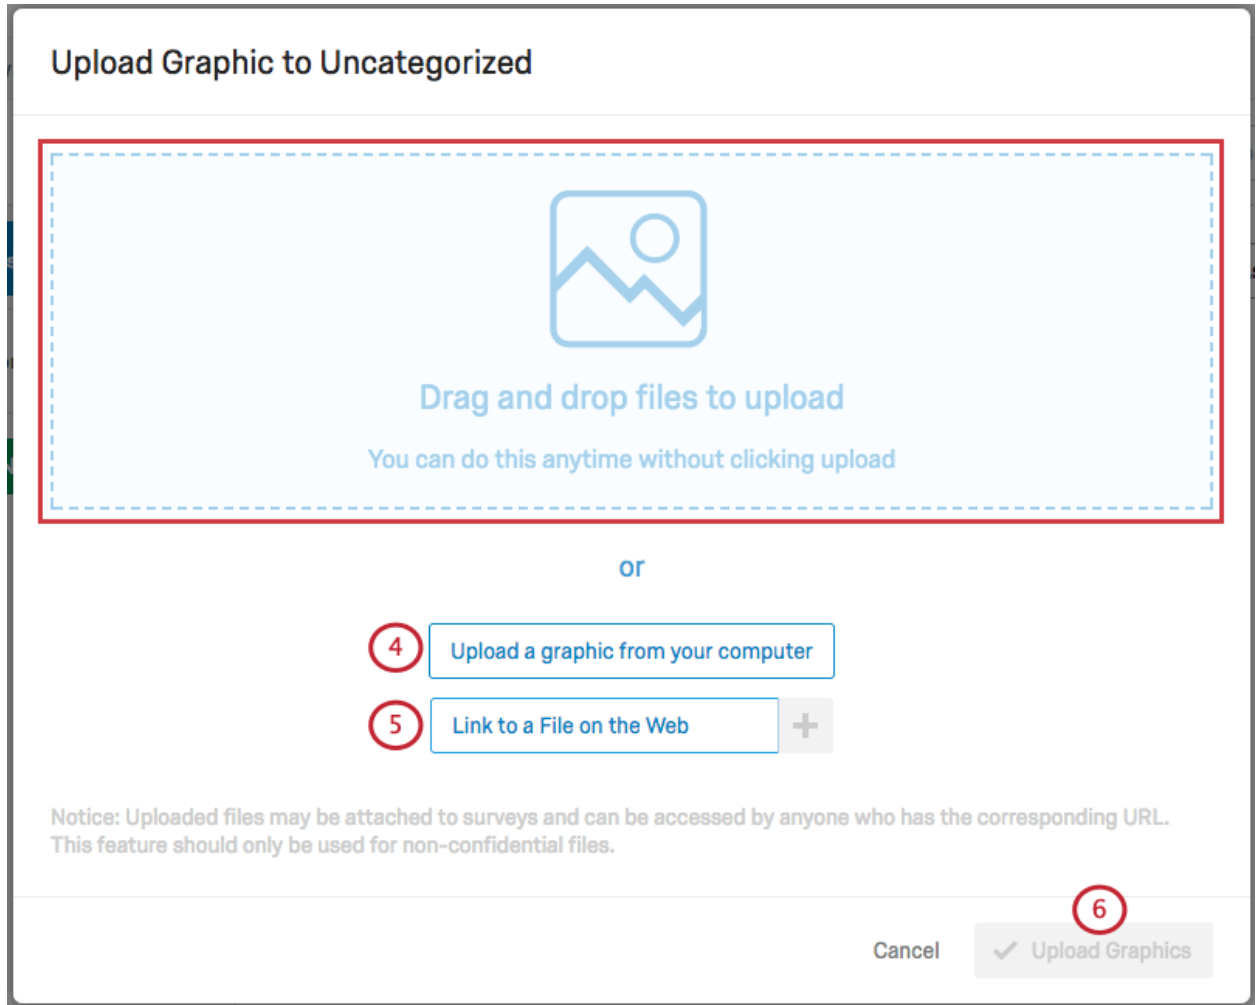 Upload Graphic to Uncategorized
Drag and drop files to upload
You can do this anytime without clicking upload
or
4 Upload a graphic from your computer
5 Link to a File on the Web +
Notice: Uploaded files may be attached to surveys and can be accessed by anyone who has the corresponding URL.
This feature should only be used for non-confidential files.
6
Cancel Upload Graphics